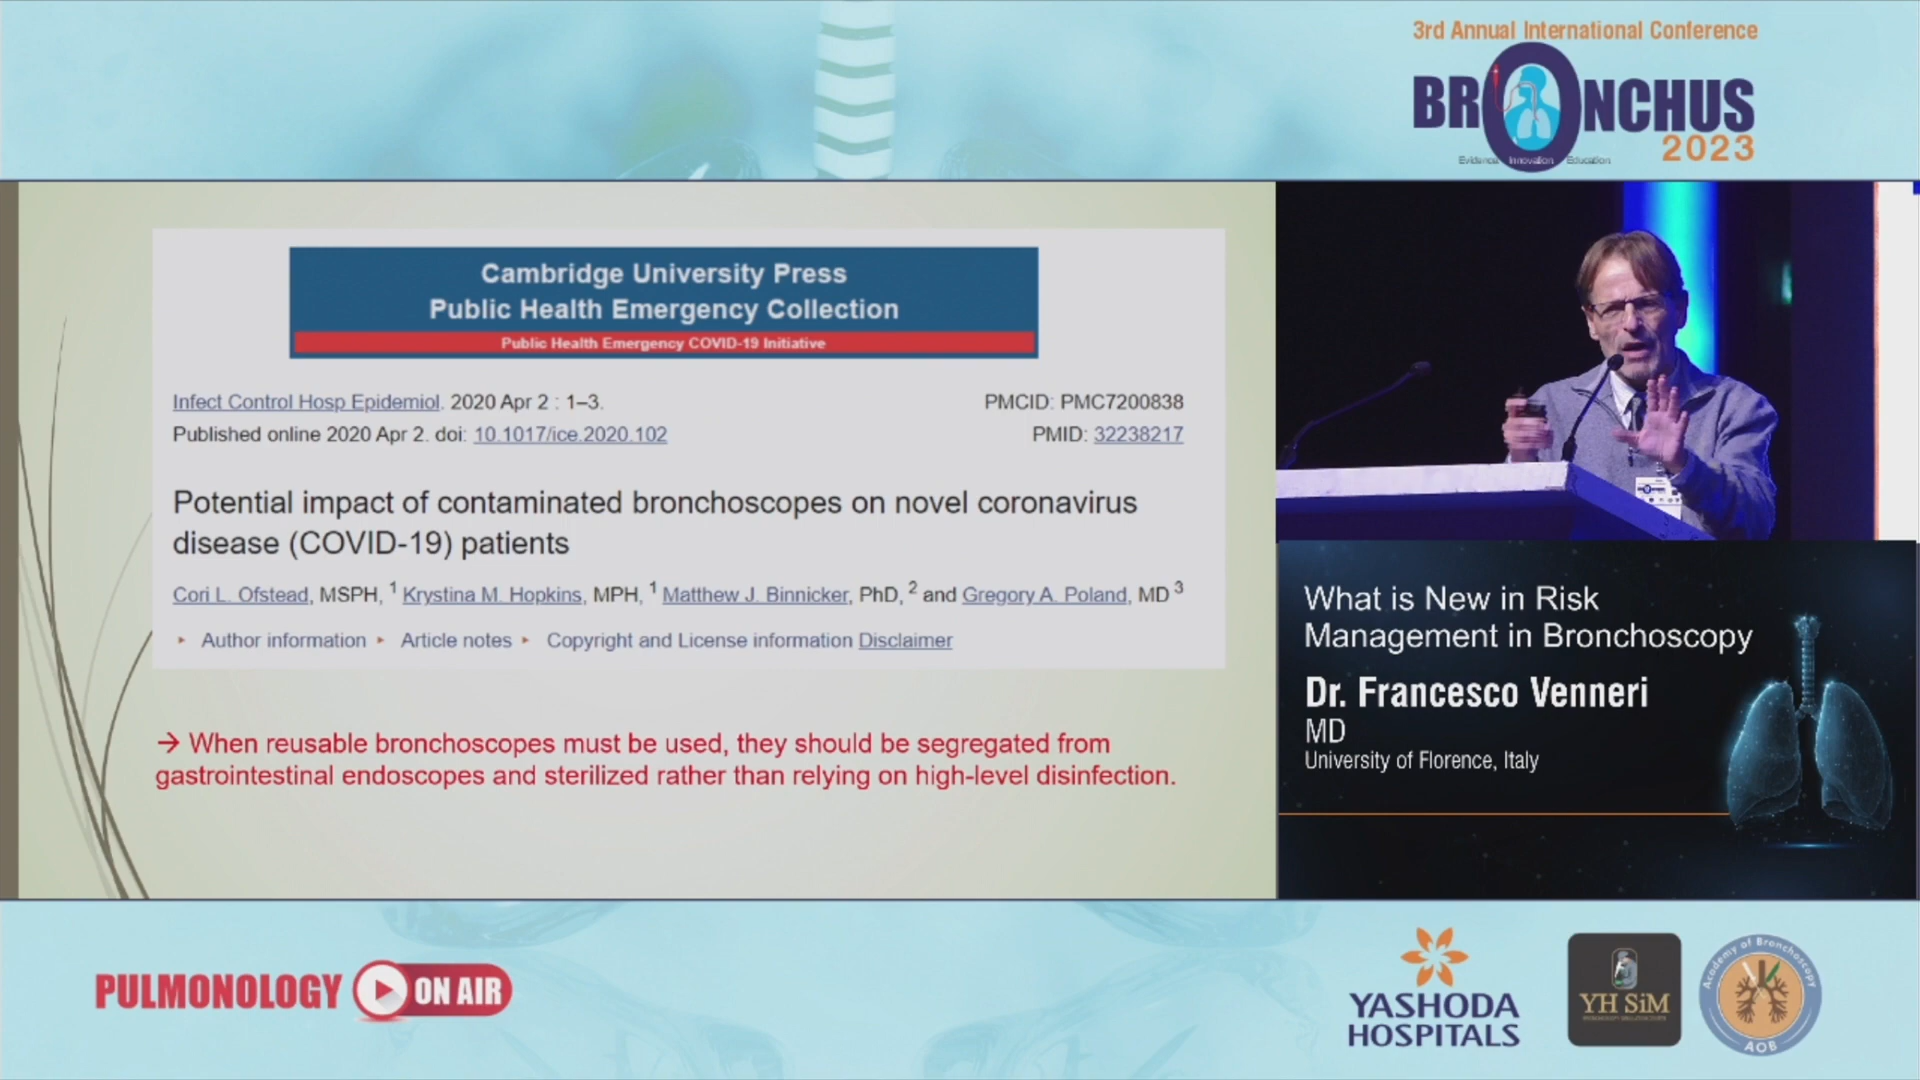 3rd Annual International Conference
BRONCHUS
2023
Evidence Innovation Education
Cambridge University Press
Public Health Emergency Collection
Public Health Emergency COVID-19 Initiative
Infect Control Hosp Epidemiol. 2020 Apr 2 : 1–3.
PMCID: PMC7200838
Published online 2020 Apr 2. doi: 10.1017/ice.2020.102
PMID: 32238217
Potential impact of contaminated bronchoscopes on novel coronavirus
disease (COVID-19) patients
Cori L. Ofstead, MSPH, 1 Krystina M. Hopkins, MPH, 1 Matthew J. Binnicker, PhD, 2 and Gregory A. Poland, MD 3
▸ Author information ▸ Article notes ▸ Copyright and License information Disclaimer
→ When reusable bronchoscopes must be used, they should be segregated from
gastrointestinal endoscopes and sterilized rather than relying on high-level disinfection.
What is New in Risk
Management in Bronchoscopy
Dr. Francesco Venneri
MD
University of Florence, Italy
PULMONOLOGY ON AIR
YASHODA
HOSPITALS
YH SiM
Academy of Bronchoscopy
AOB